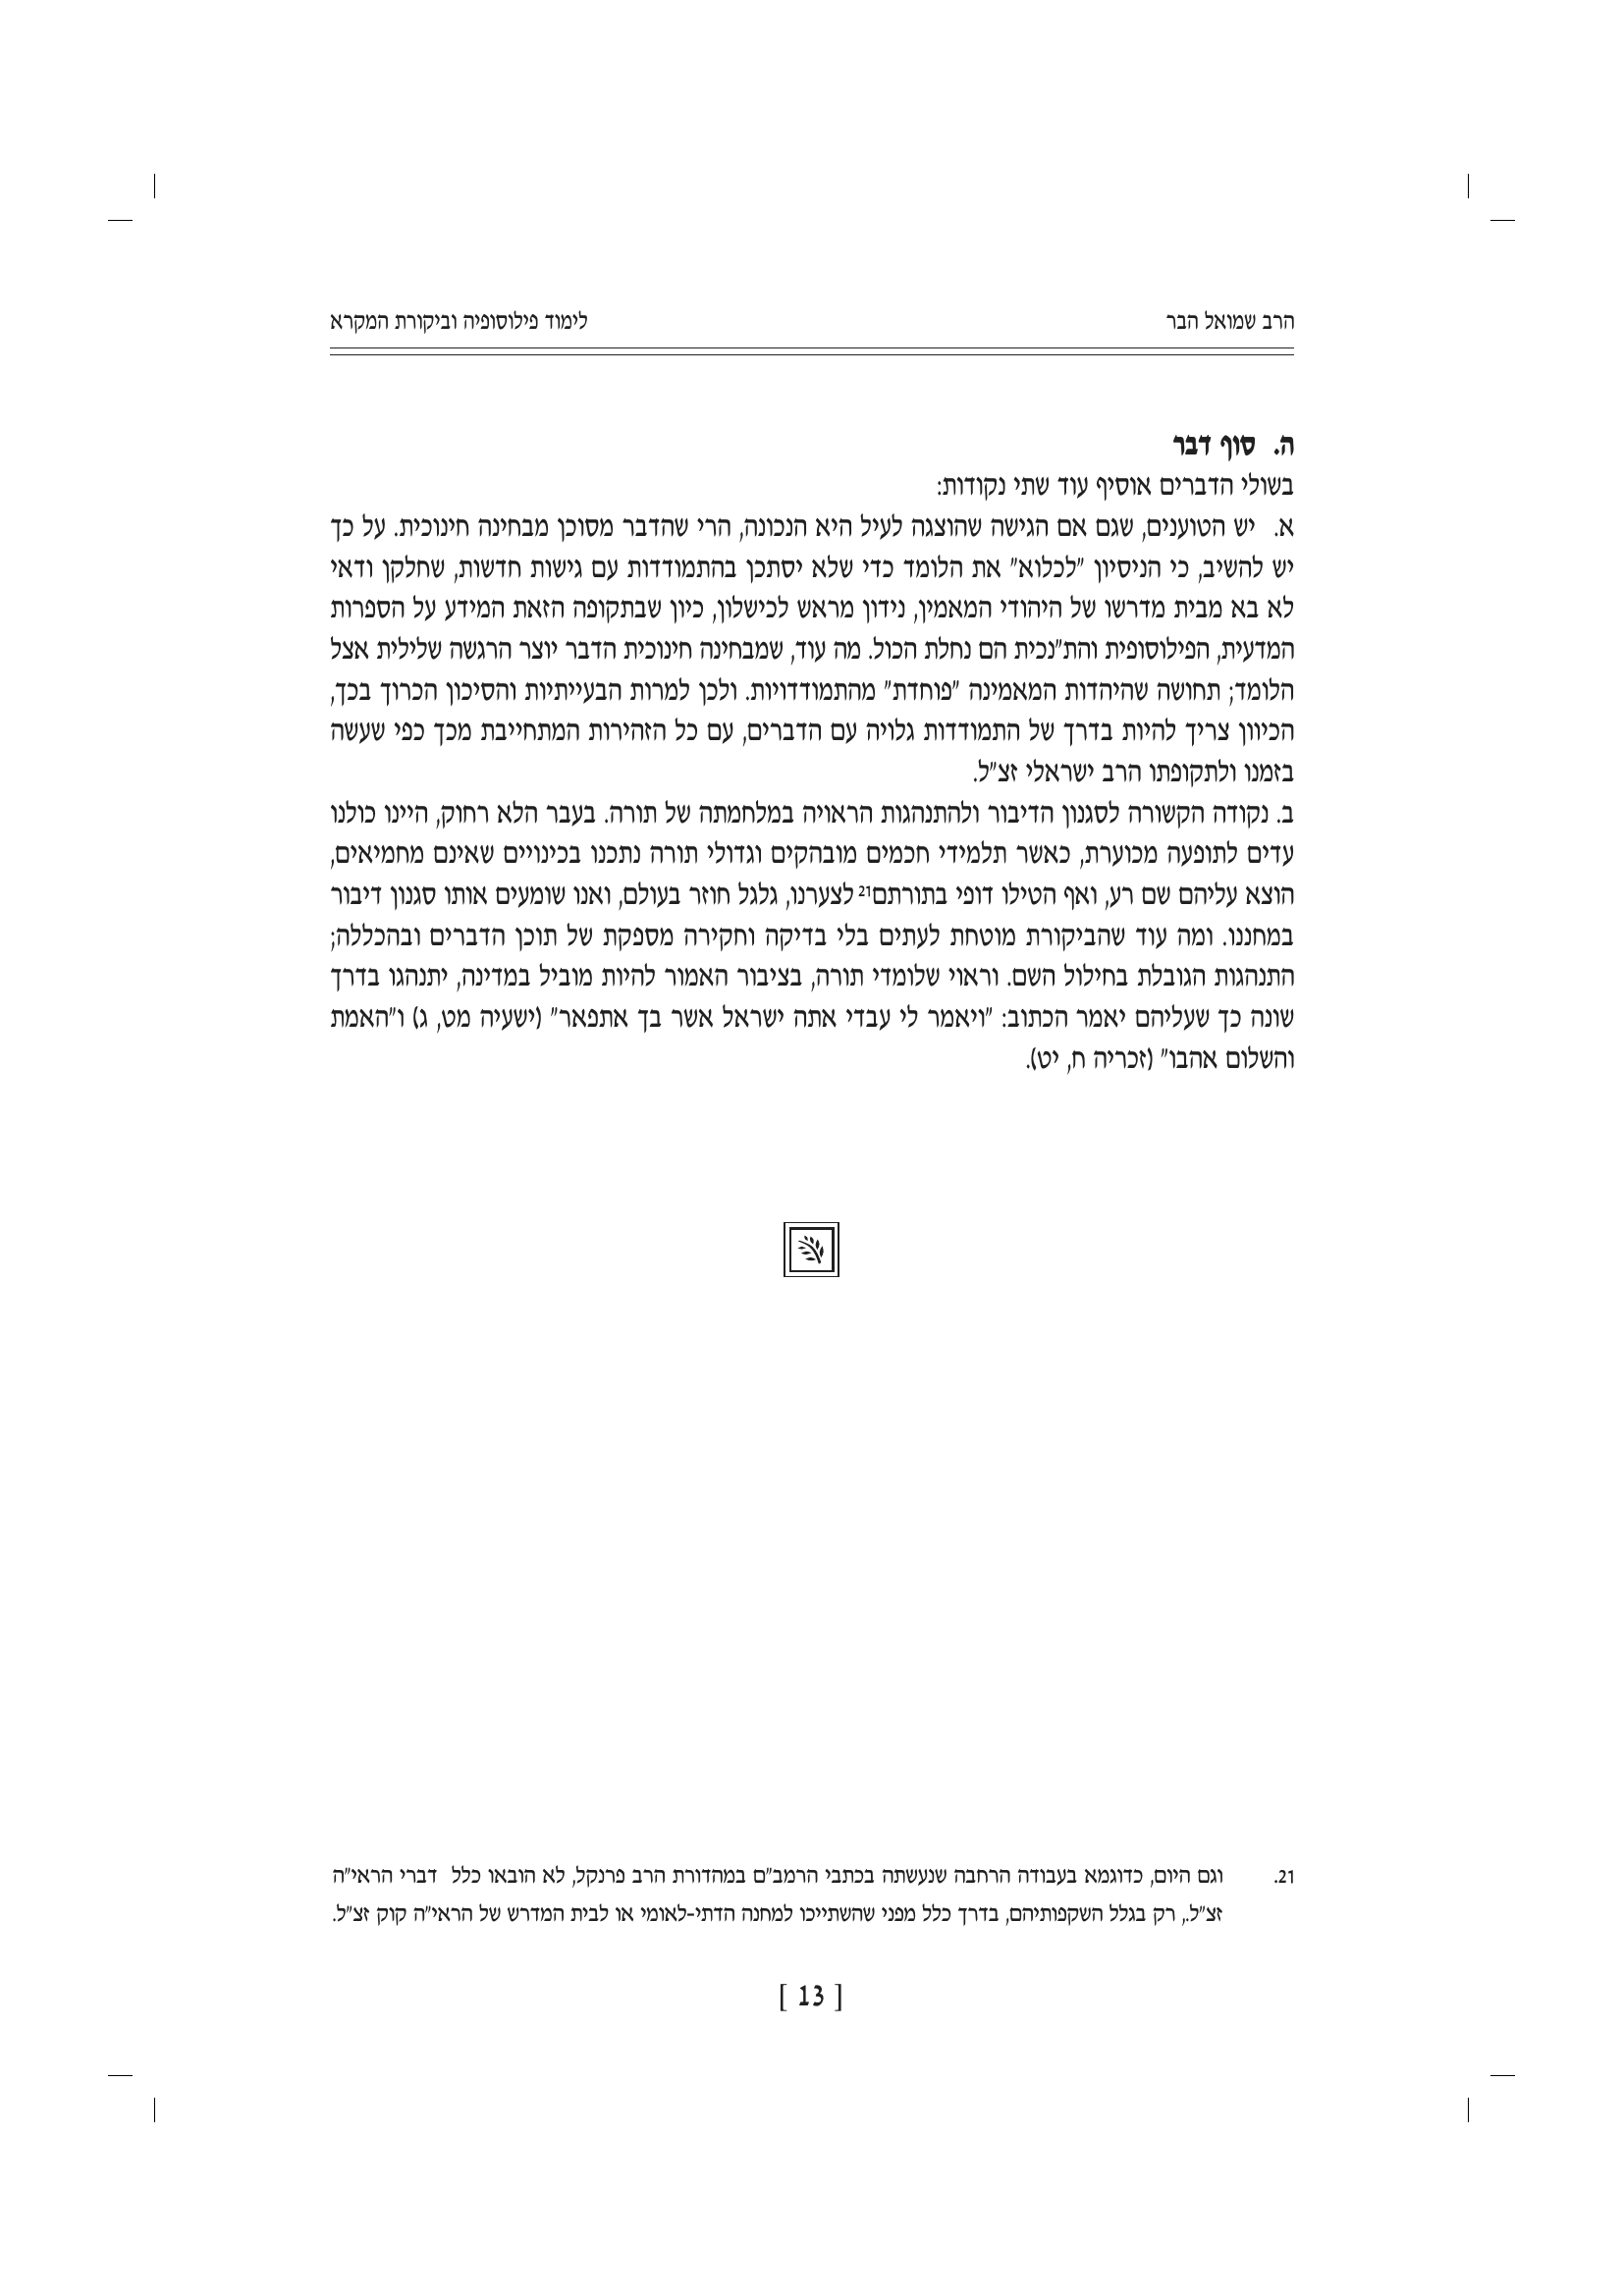 הרב שמואל הבר
לימוד פילוסופיה וביקורת המקרא
ה. סוף דבר
בשולי הדברים אוסיף עוד שתי נקודות:
א. יש הטוענים, שגם אם הגישה שהוצגה לעיל היא הנכונה, הרי שהדבר מסוכן מבחינה חינוכית. על כך
יש להשיב, כי הניסיון "לכלוא" את הלומד כדי שלא יסתכן בהתמודדות עם גישות חדשות, שחלקן ודאי
לא בא מבית מדרשו של היהודי המאמין, נידון מראש לכישלון, כיון שבתקופה הזאת המידע על הספרות
המדעית, הפילוסופית והת"נכית הם נחלת הכול. מה עוד, שמבחינה חינוכית הדבר יוצר הרגשה שלילית אצל
הלומד; תחושה שהיהדות המאמינה "פוחדת" מהתמודדויות. ולכן למרות הבעייתיות והסיכון הכרוך בכך,
הכיוון צריך להיות בדרך של התמודדות גלויה עם הדברים, עם כל הזהירות המתחייבת מכך כפי שעשה
בזמנו ולתקופתו הרב ישראלי זצ"ל.
ב. נקודה הקשורה לסגנון הדיבור ולהתנהגות הראויה במלחמתה של תורה. בעבר הלא רחוק, היינו כולנו
עדים לתופעה מכוערת, כאשר תלמידי חכמים מובהקים וגדולי תורה נתכנו בכינויים שאינם מחמיאים,
הוצא עליהם שם רע, ואף הטילו דופי בתורתם21 לצערנו, גלגל חוזר בעולם, ואנו שומעים אותו סגנון דיבור
במחננו. ומה עוד שהביקורת מוטחת לעתים בלי בדיקה וחקירה מספקת של תוכן הדברים ובהכללה;
התנהגות הגובלת בחילול השם. וראוי שלומדי תורה, בציבור האמור להיות מוביל במדינה, יתנהגו בדרך
שונה כך שעליהם יאמר הכתוב: "ויאמר לי עבדי אתה ישראל אשר בך אתפאר" (ישעיה מט, ג) ו"האמת
והשלום אהבו" (זכריה ח, יט).
21. וגם היום, כדוגמא בעבודה הרחבה שנעשתה בכתבי הרמב"ם במהדורת הרב פרנקל, לא הובאו כלל דברי הראי"ה
זצ"ל., רק בגלל השקפותיהם, בדרך כלל מפני שהשתייכו למחנה הדתי-לאומי או לבית המדרש של הראי"ה קוק זצ"ל.
[ 13 ]